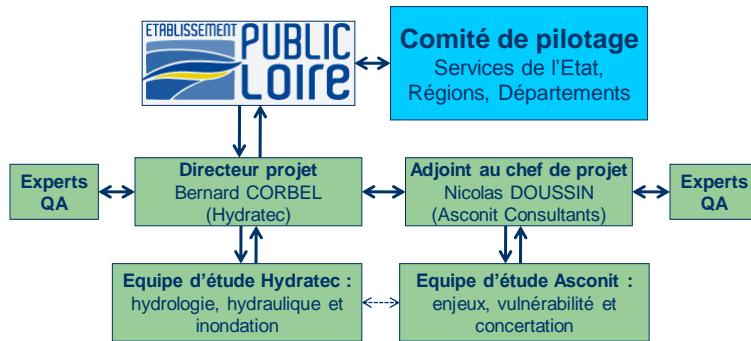 ETABLISSEMENT
PUBLIC
LOIRE
Comité de pilotage
Services de l'Etat,
Régions, Départements
Experts
QA
Directeur projet
Bernard CORBEL
(Hydratec)
Adjoint au chef de projet
Nicolas DOUSSIN
(Asconit Consultants)
Experts
QA
Equipe d'étude Hydratec :
hydrologie, hydraulique et
inondation
Equipe d'étude Asconit :
enjeux, vulnérabilité et
concertation